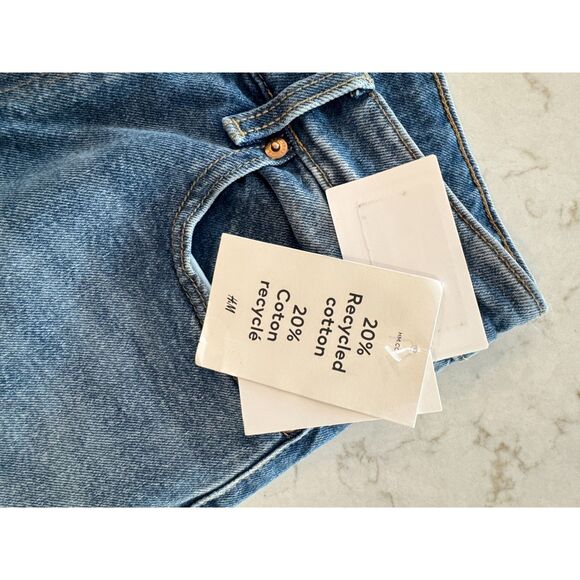 20%
Recycled
cotton
20%
Coton
recyclé
H&M